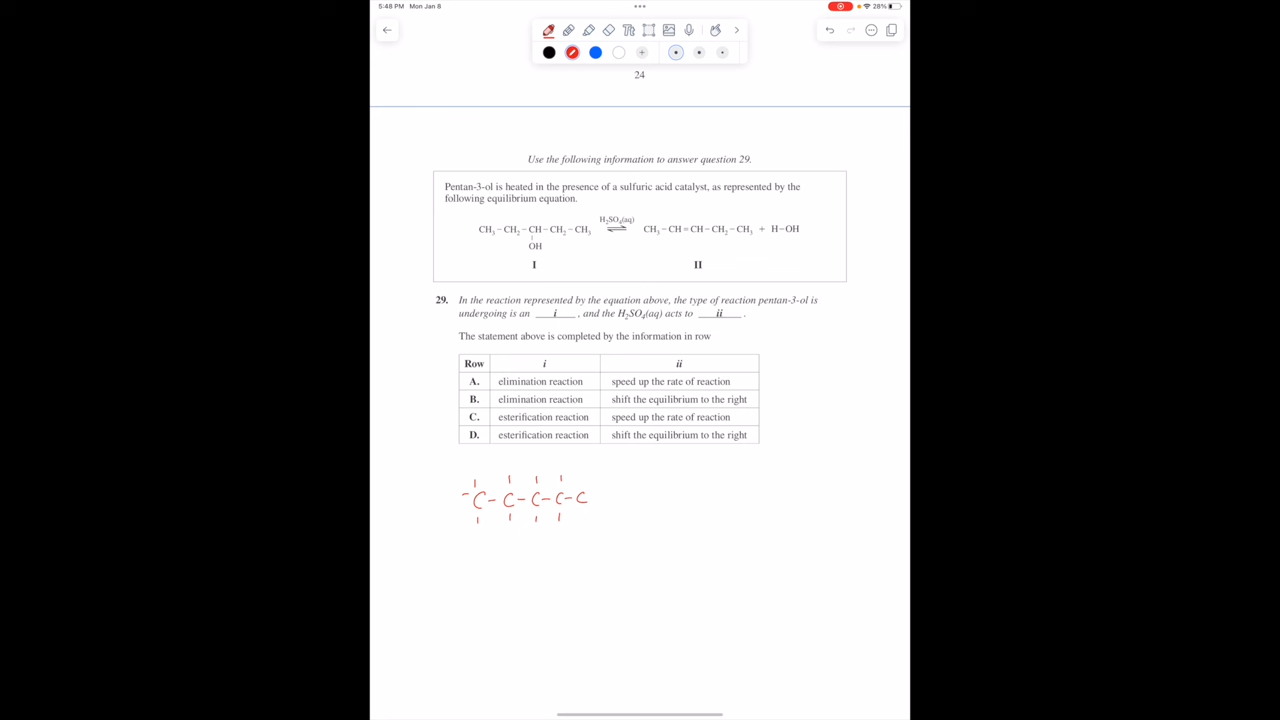 5:48 PM Mon Jan 8
28%
24
Use the following information to answer question 29.
Pentan-3-ol is heated in the presence of a sulfuric acid catalyst, as represented by the
following equilibrium equation.
H₂SO₄(aq)
CH₃ – CH₂ – CH – CH₂ – CH₃ ⇌ CH₃ – CH = CH – CH₂ – CH₃ + H – OH
OH
I II
29. In the reaction represented by the equation above, the type of reaction pentan-3-ol is
undergoing is an ___i___, and the H₂SO₄(aq) acts to ___ii___.
The statement above is completed by the information in row
Row i ii
A. elimination reaction speed up the rate of reaction
B. elimination reaction shift the equilibrium to the right
C. esterification reaction speed up the rate of reaction
D. esterification reaction shift the equilibrium to the right
– C – C – C – C – C